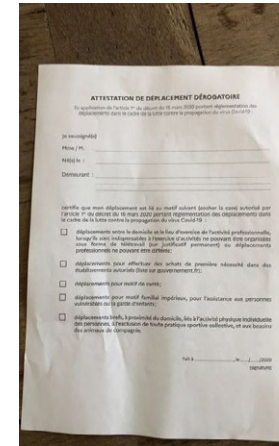 ATTESTATION DE DÉPLACEMENT DÉROGATOIRE
En application de l'article 1er du décret du 16 mars 2020 portant réglementation des
déplacements dans le cadre de la lutte contre la propagation du virus Covid-19 :
Je soussigné(e)
Mme / M.
Né(e) le :
Demeurant :
certifie que mon déplacement est lié au motif suivant (cocher la case) autorisé par
l'article 1er du décret du 16 mars 2020 portant réglementation des déplacements dans
le cadre de la lutte contre la propagation du virus Covid-19 :
déplacements entre le domicile et le lieu d'exercice de l'activité professionnelle,
lorsqu'ils sont indispensables à l'exercice d'activités ne pouvant être organisées
sous forme de télétravail (sur justificatif permanent) ou déplacements
professionnels ne pouvant être différés;
déplacements pour effectuer des achats de première nécessité dans des
établissements autorisés (liste sur gouvernement.fr);
déplacements pour motif de santé;
déplacements pour motif familial impérieux, pour l'assistance aux personnes
vulnérables ou la garde d'enfants;
déplacements brefs, à proximité du domicile, liés à l'activité physique individuelle
des personnes, à l'exclusion de toute pratique sportive collective, et aux besoins
des animaux de compagnie.
Fait à ........ le / /2020
(signature)